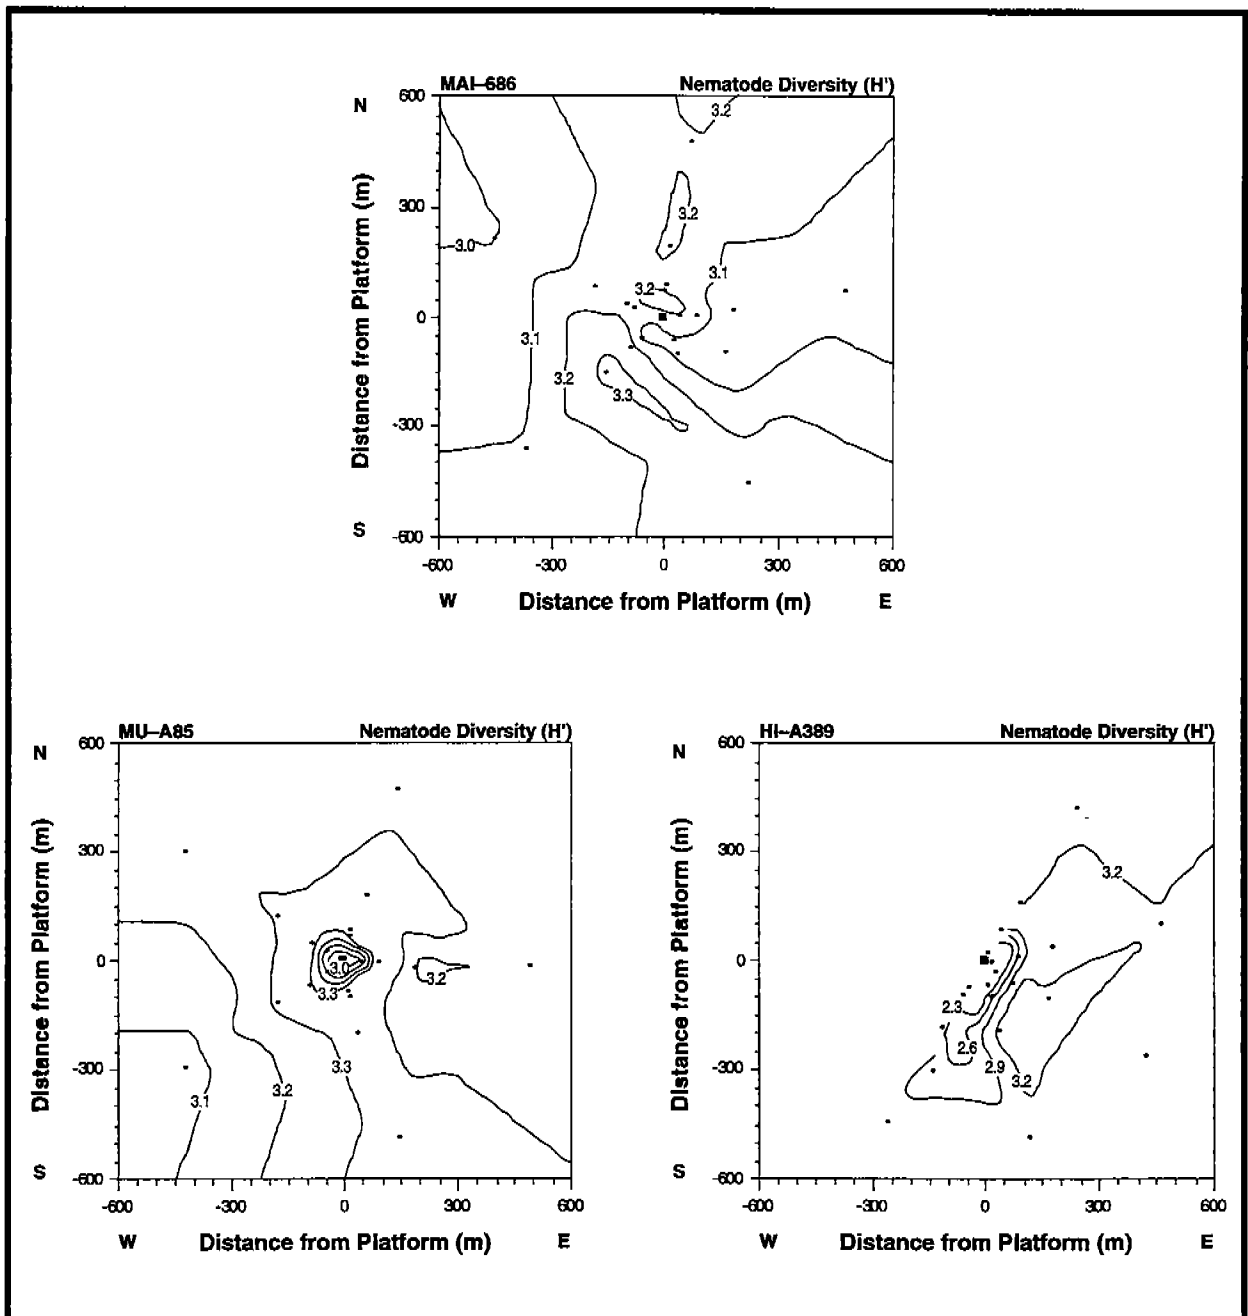 MAI-686 Nematode Diversity (H')
N
600
300
0
-300
-600
S
Distance from Platform (m)
3.2
3.2
3.0
3.1
3.2
3.1
3.2
3.3
-600 -300 0 300 600
W Distance from Platform (m) E
MU-A85 Nematode Diversity (H')
N
600
300
0
-300
-600
S
Distance from Platform (m)
3.0
3.2
3.3
3.3
3.2
3.1
-600 -300 0 300 600
W Distance from Platform (m) E
HI-A389 Nematode Diversity (H')
N
600
300
0
-300
-600
S
Distance from Platform (m)
3.2
2.3
2.6
2.9
3.2
-600 -300 0 300 600
W Distance from Platform (m) E